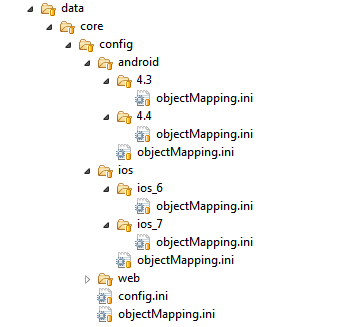 data
core
config
android
4.3
objectMapping.ini
4.4
objectMapping.ini
objectMapping.ini
ios
ios_6
objectMapping.ini
ios_7
objectMapping.ini
objectMapping.ini
web
config.ini
objectMapping.ini